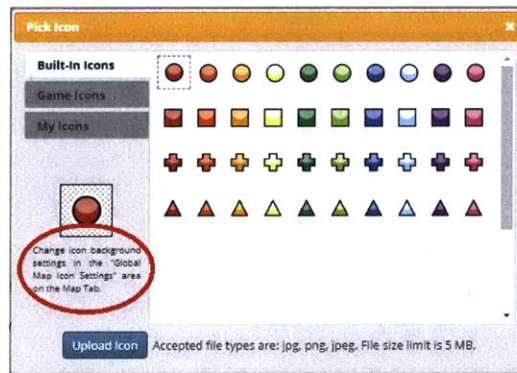 Pick Icon
Built-In Icons
Game Icons
My Icons
Change icon background
settings in the "Global
Map Icon Settings" area
on the Map Tab.
Upload Icon
Accepted file types are: jpg, png, jpeg. File size limit is 5 MB.